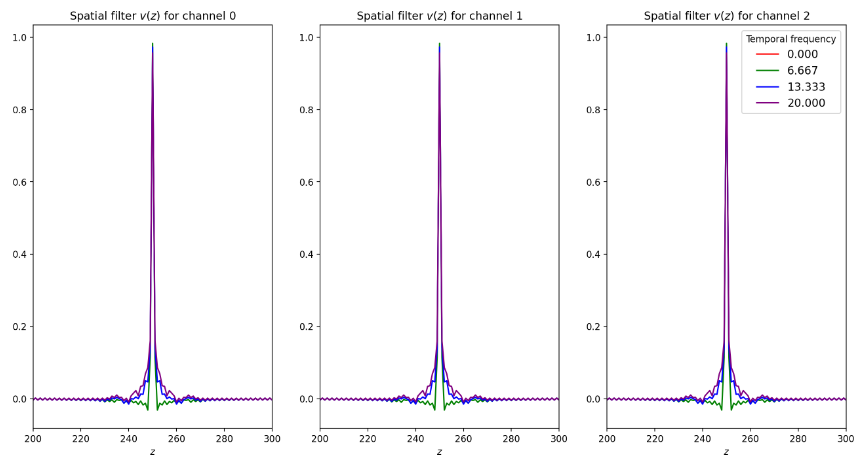 Spatial filter v(z) for channel 0
1.0
0.8
0.6
0.4
0.2
0.0
200 220 240 260 280 300
z
Spatial filter v(z) for channel 1
1.0
0.8
0.6
0.4
0.2
0.0
200 220 240 260 280 300
z
Spatial filter v(z) for channel 2
Temporal frequency
0.000
6.667
13.333
20.000
1.0
0.8
0.6
0.4
0.2
0.0
200 220 240 260 280 300
z